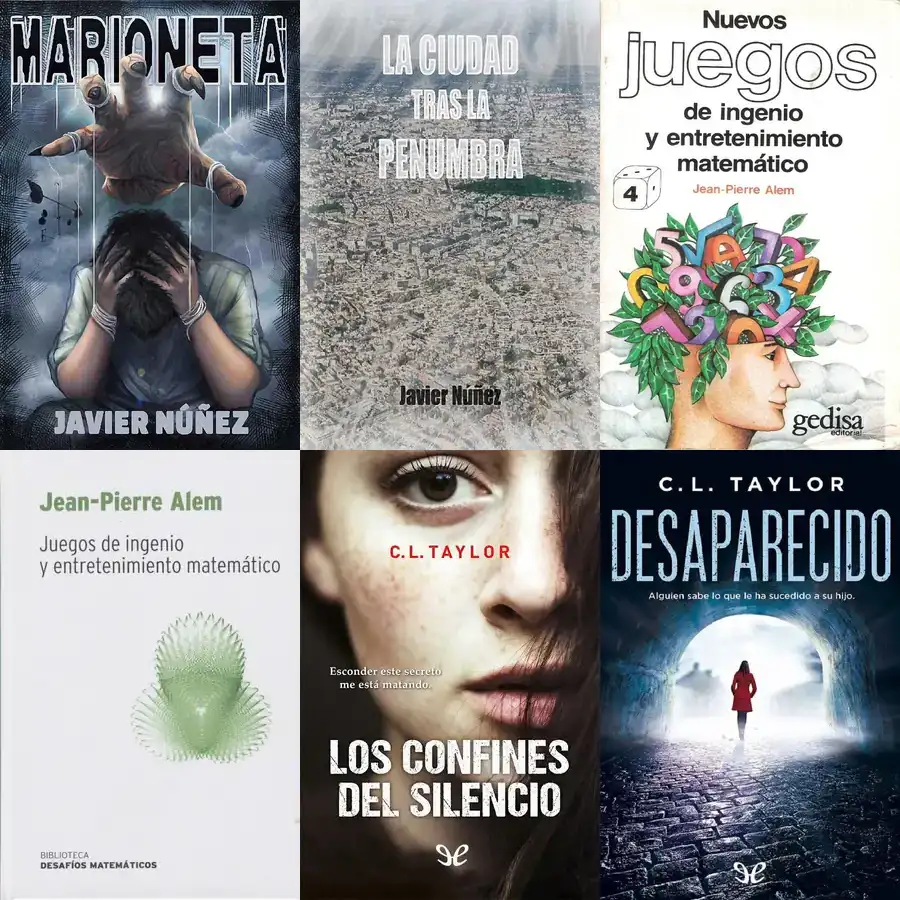 MARIONETA
JAVIER NÚÑEZ
LA CIUDAD
TRAS LA
PENUMBRA
Javier Núñez
Nuevos
juegos
de ingenio
y entretenimiento
matemático
4
Jean-Pierre Alem
gedisa
editorial
Jean-Pierre Alem
Juegos de ingenio
y entretenimiento matemático
BIBLIOTECA
DESAFÍOS MATEMÁTICOS
C.L. TAYLOR
Esconder este secreto
me está matando.
LOS CONFINES
DEL SILENCIO
C.L. TAYLOR
DESAPARECIDO
Alguien sabe lo que le ha sucedido a su hijo.